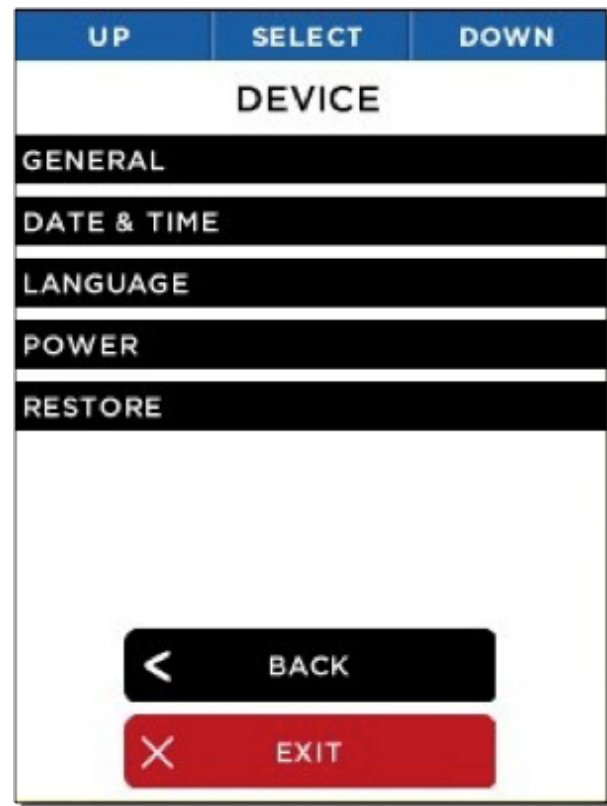 UP SELECT DOWN
DEVICE
GENERAL
DATE & TIME
LANGUAGE
POWER
RESTORE
BACK
EXIT